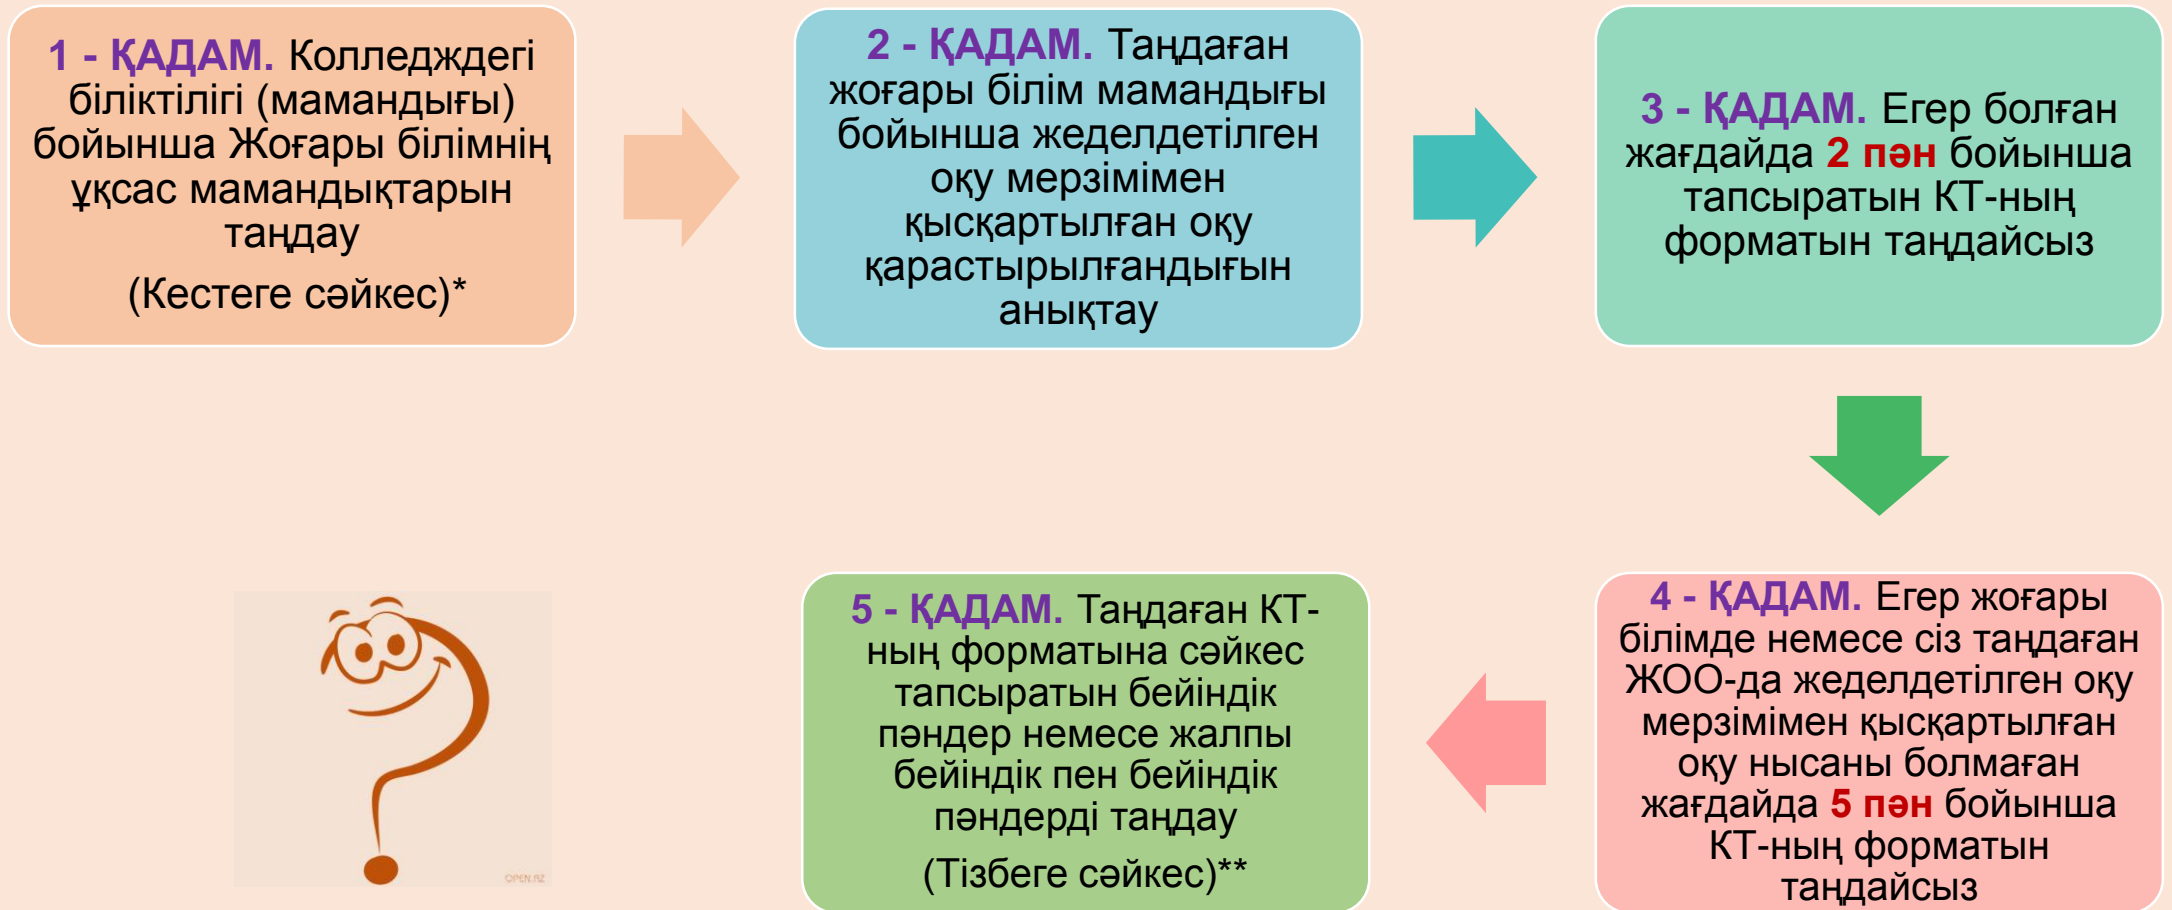 1 - ҚАДАМ. Колледждегі
біліктілігі (мамандығы)
бойынша Жоғары білімнің
ұқсас мамандықтарын
таңдау
(Кестеге сәйкес)*
2 - ҚАДАМ. Таңдаған
жоғары білім мамандығы
бойынша жеделдетілген
оқу мерзімімен
қысқартылған оқу
қарастырылғандығын
анықтау
3 - ҚАДАМ. Егер болған
жағдайда 2 пән бойынша
тапсыратын КТ-ның
форматын таңдайсыз
4 - ҚАДАМ. Егер жоғары
білімде немесе сіз таңдаған
ЖОО-да жеделдетілген оқу
мерзімімен қысқартылған
оқу нысаны болмаған
жағдайда 5 пән бойынша
КТ-ның форматын
таңдайсыз
5 - ҚАДАМ. Таңдаған КТ-
ның форматына сәйкес
тапсыратын бейіндік
пәндер немесе жалпы
бейіндік пен бейіндік
пәндерді таңдау
(Тізбеге сәйкес)**
OPEN.AZ